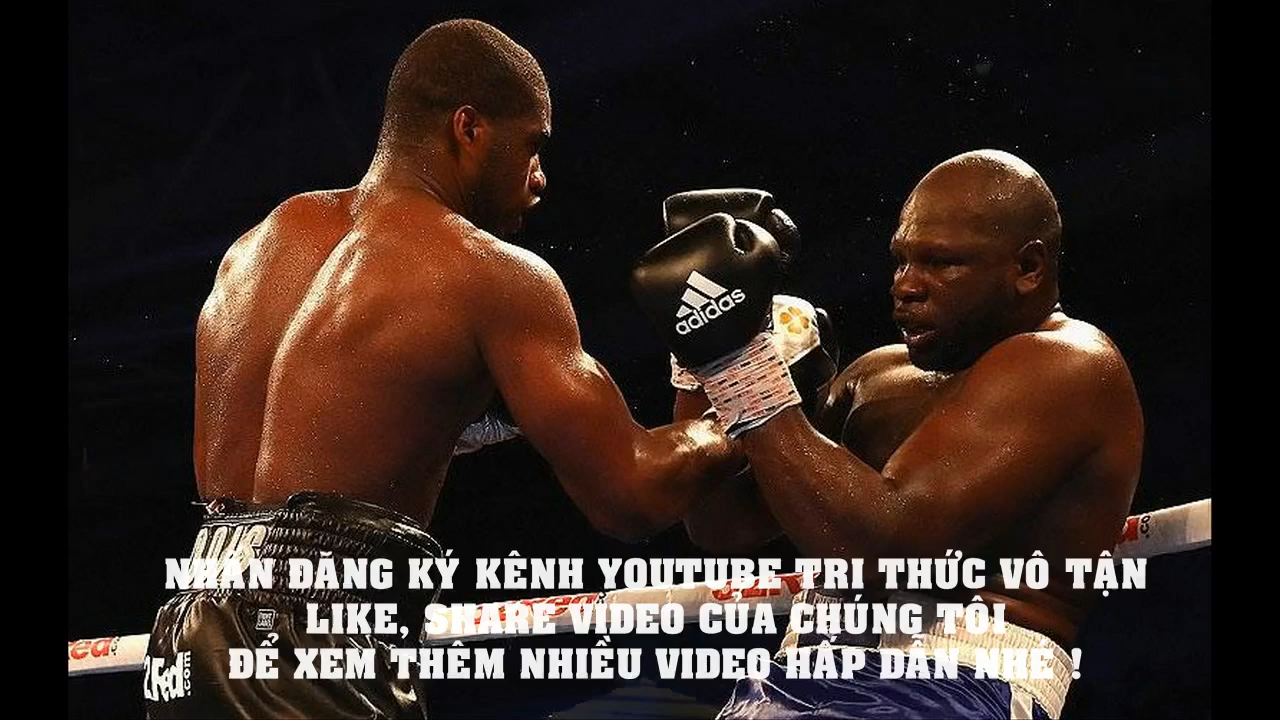 adidas
NHẤN ĐĂNG KÝ KÊNH YOUTUBE TRI THỨC VÔ TẬN
LIKE, SHARE VIDEO CỦA CHÚNG TÔI
ĐỂ XEM THÊM NHIỀU VIDEO HẤP DẪN NHÉ !